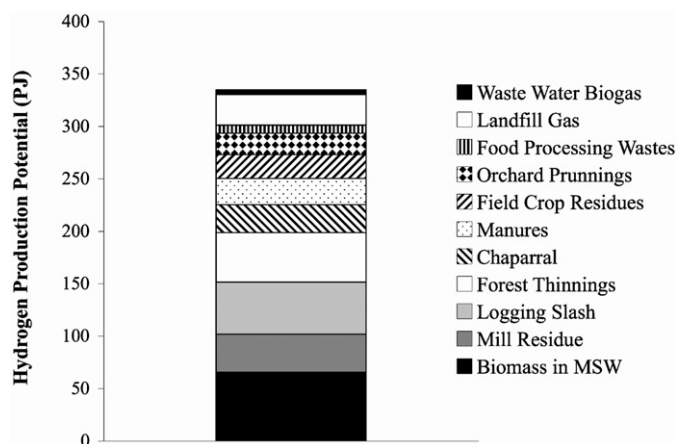 Hydrogen Production Potential (PJ)
400
350
300
250
200
150
100
50
0
Waste Water Biogas
Landfill Gas
Food Processing Wastes
Orchard Prunnings
Field Crop Residues
Manures
Chaparral
Forest Thinnings
Logging Slash
Mill Residue
Biomass in MSW